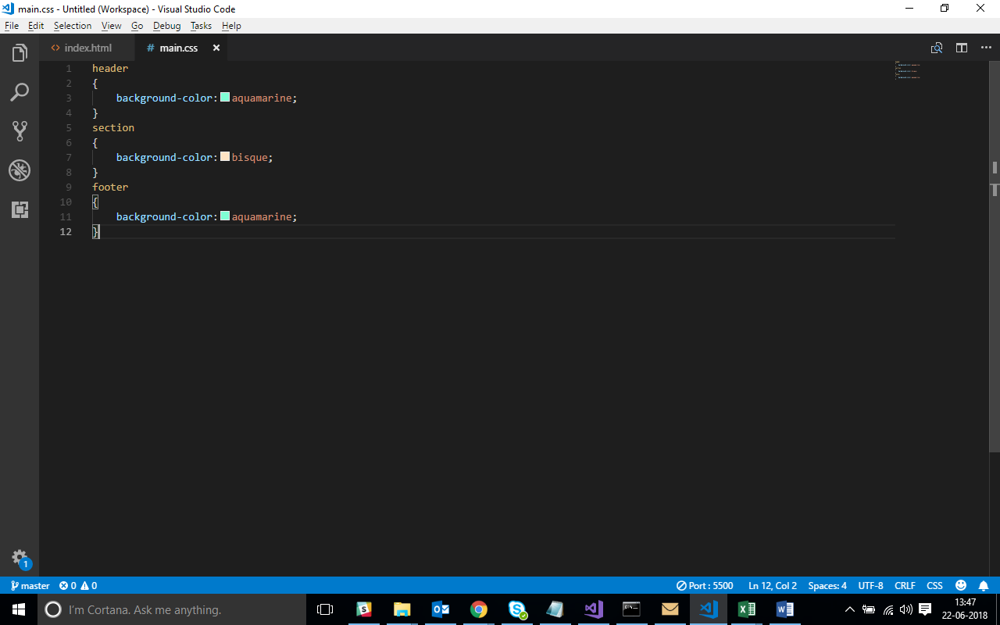 main.css - Untitled (Workspace) - Visual Studio Code
File Edit Selection View Go Debug Tasks Help
<> index.html # main.css ×
1 header
2 {
3 background-color: aquamarine;
4 }
5 section
6 {
7 background-color: bisque;
8 }
9 footer
10 {
11 background-color: aquamarine;
12 }
1
master 0 0 Port : 5500 Ln 12, Col 2 Spaces: 4 UTF-8 CRLF CSS
I'm Cortana. Ask me anything.
13:47
22-06-2018